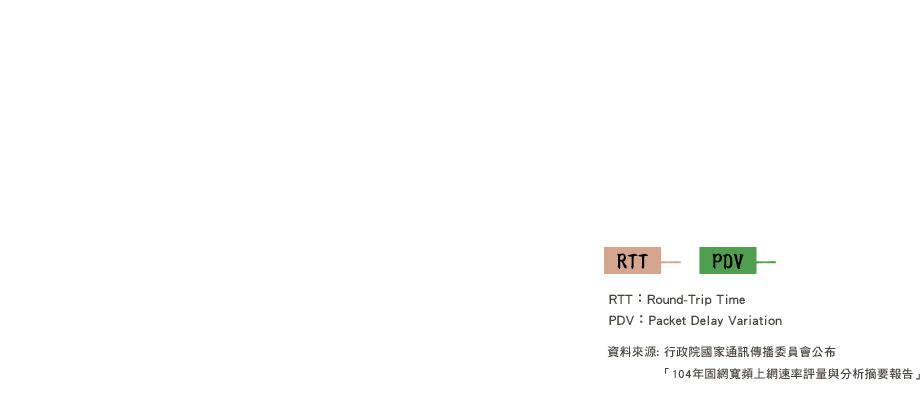 RTT PDV
RTT：Round-Trip Time
PDV：Packet Delay Variation
資料來源: 行政院國家通訊傳播委員會公布
「104年固網寬頻上網速率評量與分析摘要報告」